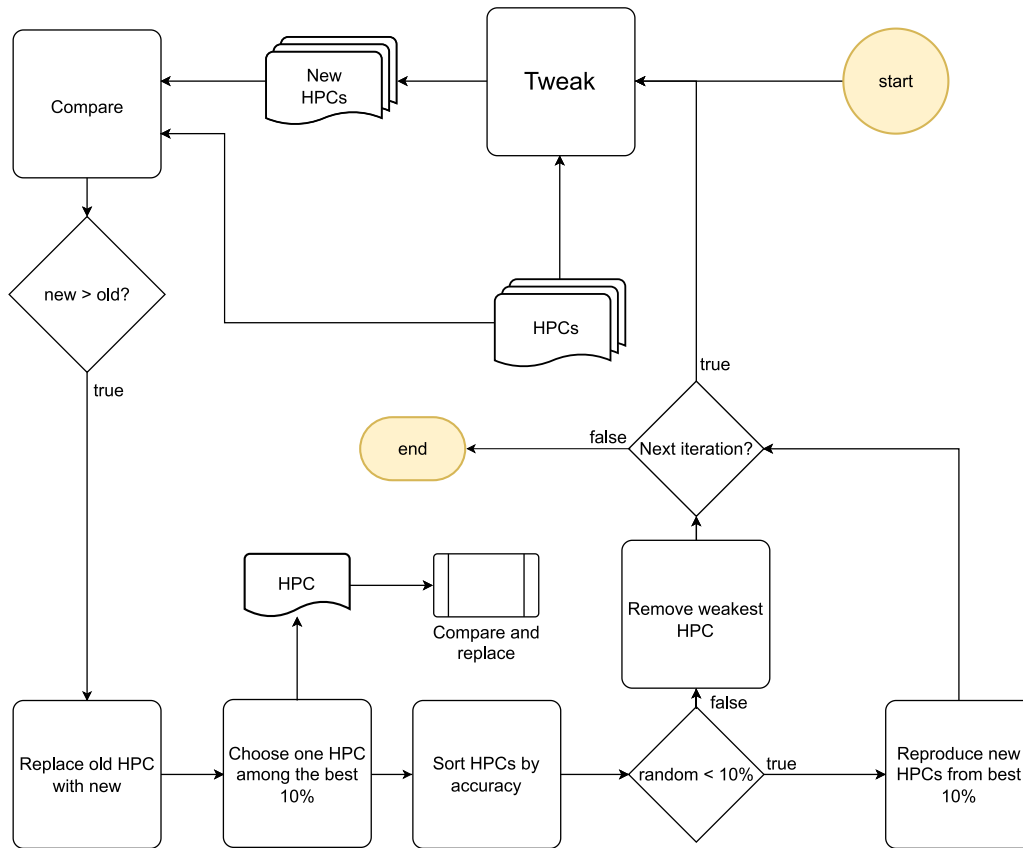 New
HPCs
Tweak
start
Compare
new > old?
HPCs
true
true
end
false
Next iteration?
HPC
Compare and
replace
Remove weakest
HPC
false
Replace old HPC
with new
Choose one HPC
among the best
10%
Sort HPCs by
accuracy
random < 10%
true
Reproduce new
HPCs from best
10%